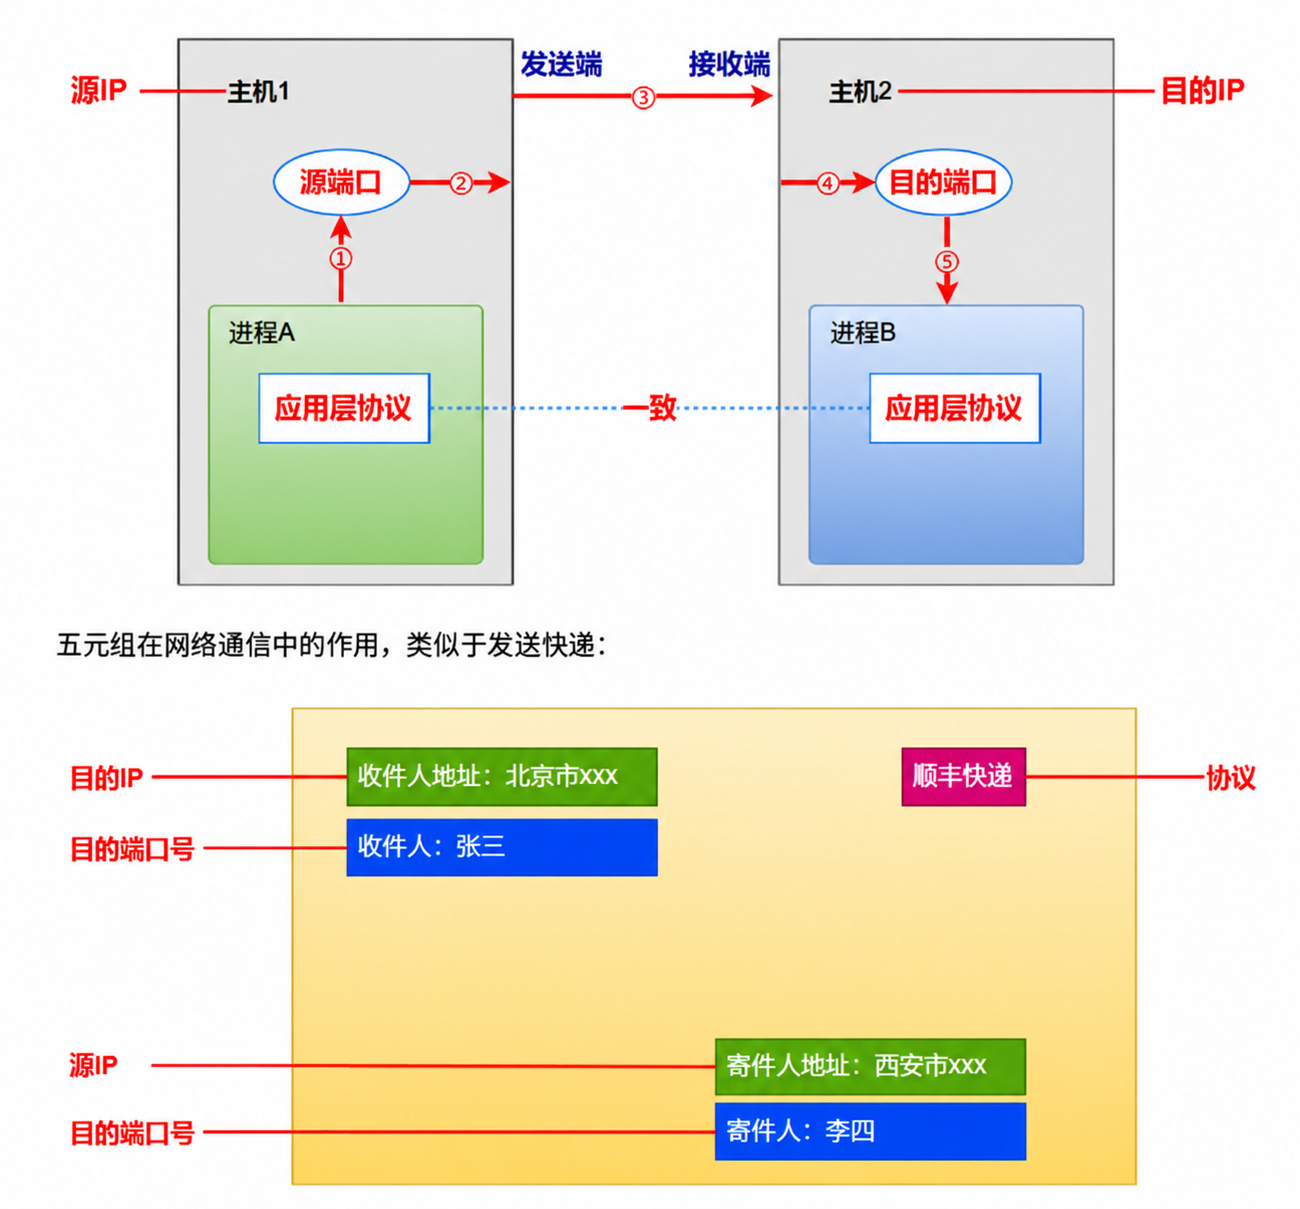 发送端
接收端
源IP
主机1
③
主机2
目的IP
源端口
②
④
目的端口
①
⑤
进程A
进程B
应用层协议
一致
应用层协议
五元组在网络通信中的作用，类似于发送快递：
目的IP
收件人地址：北京市xxx
顺丰快递
协议
目的端口号
收件人：张三
源IP
寄件人地址：西安市xxx
目的端口号
寄件人：李四